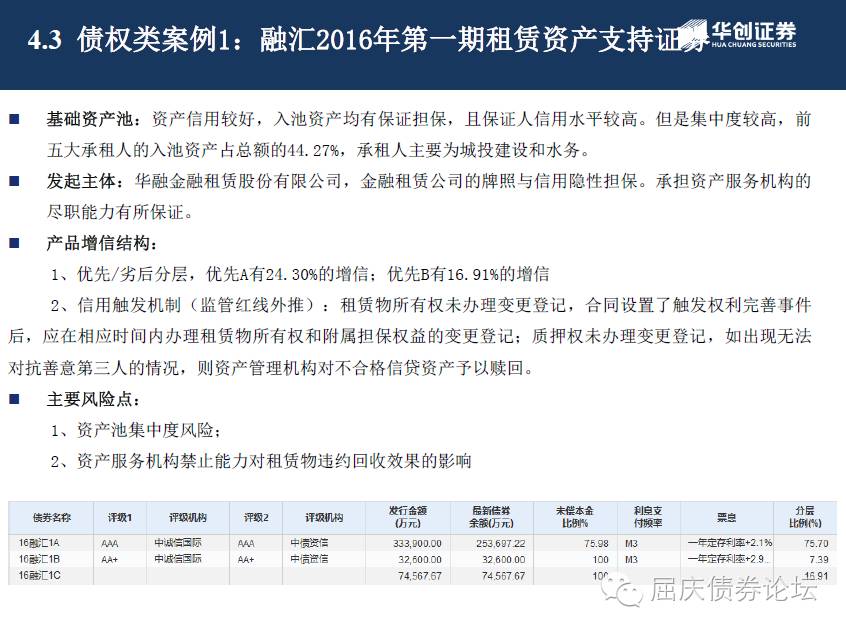 4.3 债权类案例1：融汇2016年第一期租赁资产支持证券
华创证券
HUA CHUANG SECURITIES
■ 基础资产池：资产信用较好，入池资产均有保证担保，且保证人信用水平较高。但是集中度较高，前
五大承租人的入池资产占总额的44.27%，承租人主要为城投建设和水务。
■ 发起主体：华融金融租赁股份有限公司，金融租赁公司的牌照与信用隐性担保。承担资产服务机构的
尽职能力有所保证。
■ 产品增信结构：
1、优先/劣后分层，优先A有24.30%的增信；优先B有16.91%的增信
2、信用触发机制（监管红线外推）：租赁物所有权未办理变更登记，合同设置了触发权利完善事件
后，应在相应时间内办理租赁物所有权和附属担保权益的变更登记；质押权未办理变更登记，如出现无法
对抗善意第三人的情况，则资产管理机构对不合格信贷资产予以赎回。
■ 主要风险点：
1、资产池集中度风险；
2、资产服务机构禁止能力对租赁物违约回收效果的影响
债券名称 评级1 评级机构 评级2 评级机构 发行金额(万元) 最新债券余额(万元) 未偿本金比例% 利息支付频率 票息 分层比例(%)
16融汇1A AAA 中诚信国际 AAA 中债资信 333,900.00 253,697.22 75.98 M3 一年定存利率+2.1% 75.70
16融汇1B AA+ 中诚信国际 AA+ 中债资信 32,600.00 32,600.00 100 M3 一年定存利率+2.9... 7.39
16融汇1C 74,567.67 74,567.67 100 16.91
屈庆债券论坛